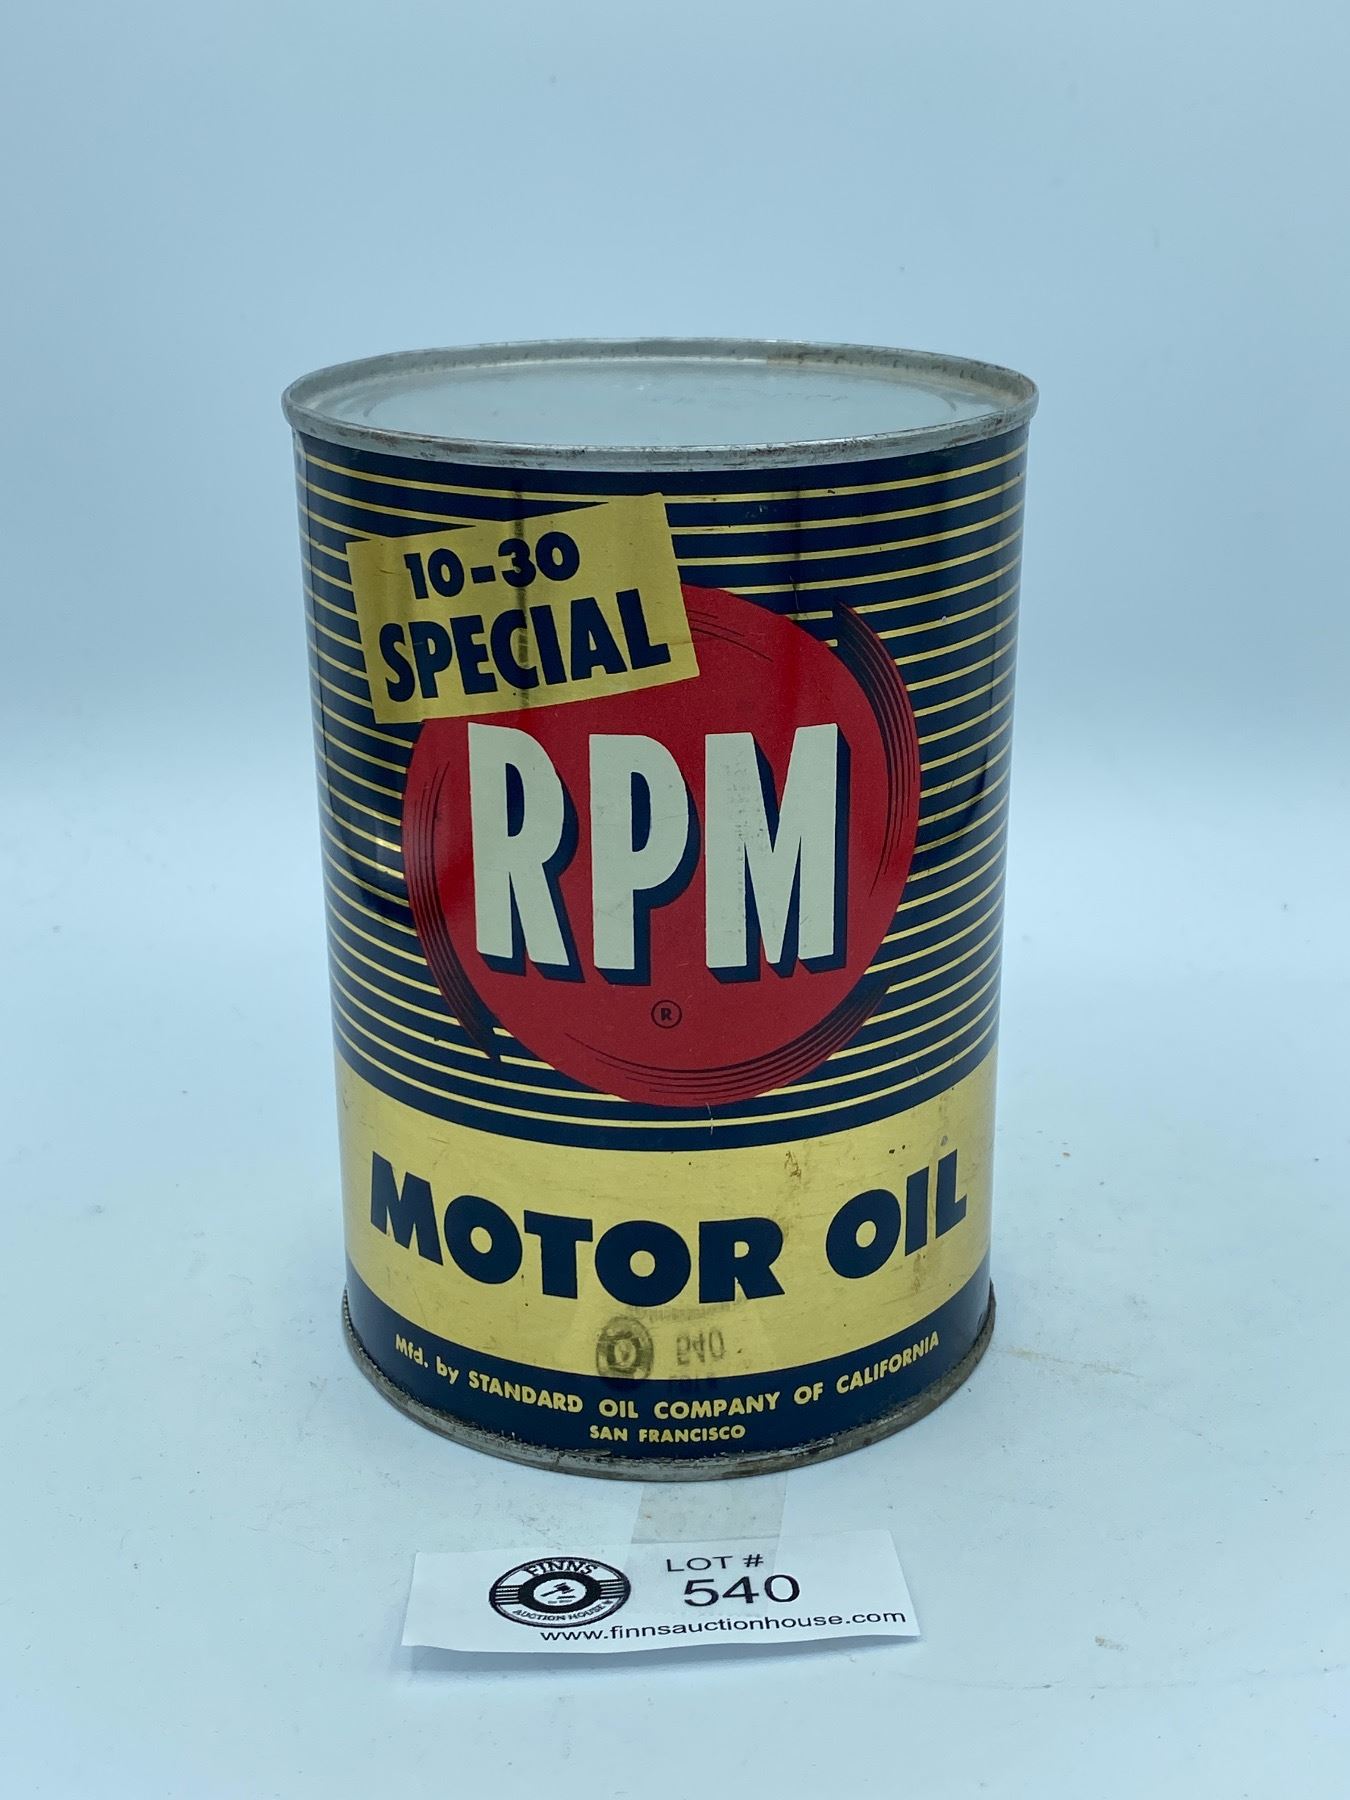 10-30
SPECIAL
RPM
®
MOTOR OIL
540
Mfd. by STANDARD OIL COMPANY OF CALIFORNIA
SAN FRANCISCO
FINNS
AUCTION HOUSE
LOT #
540
www.finnsauctionhouse.com